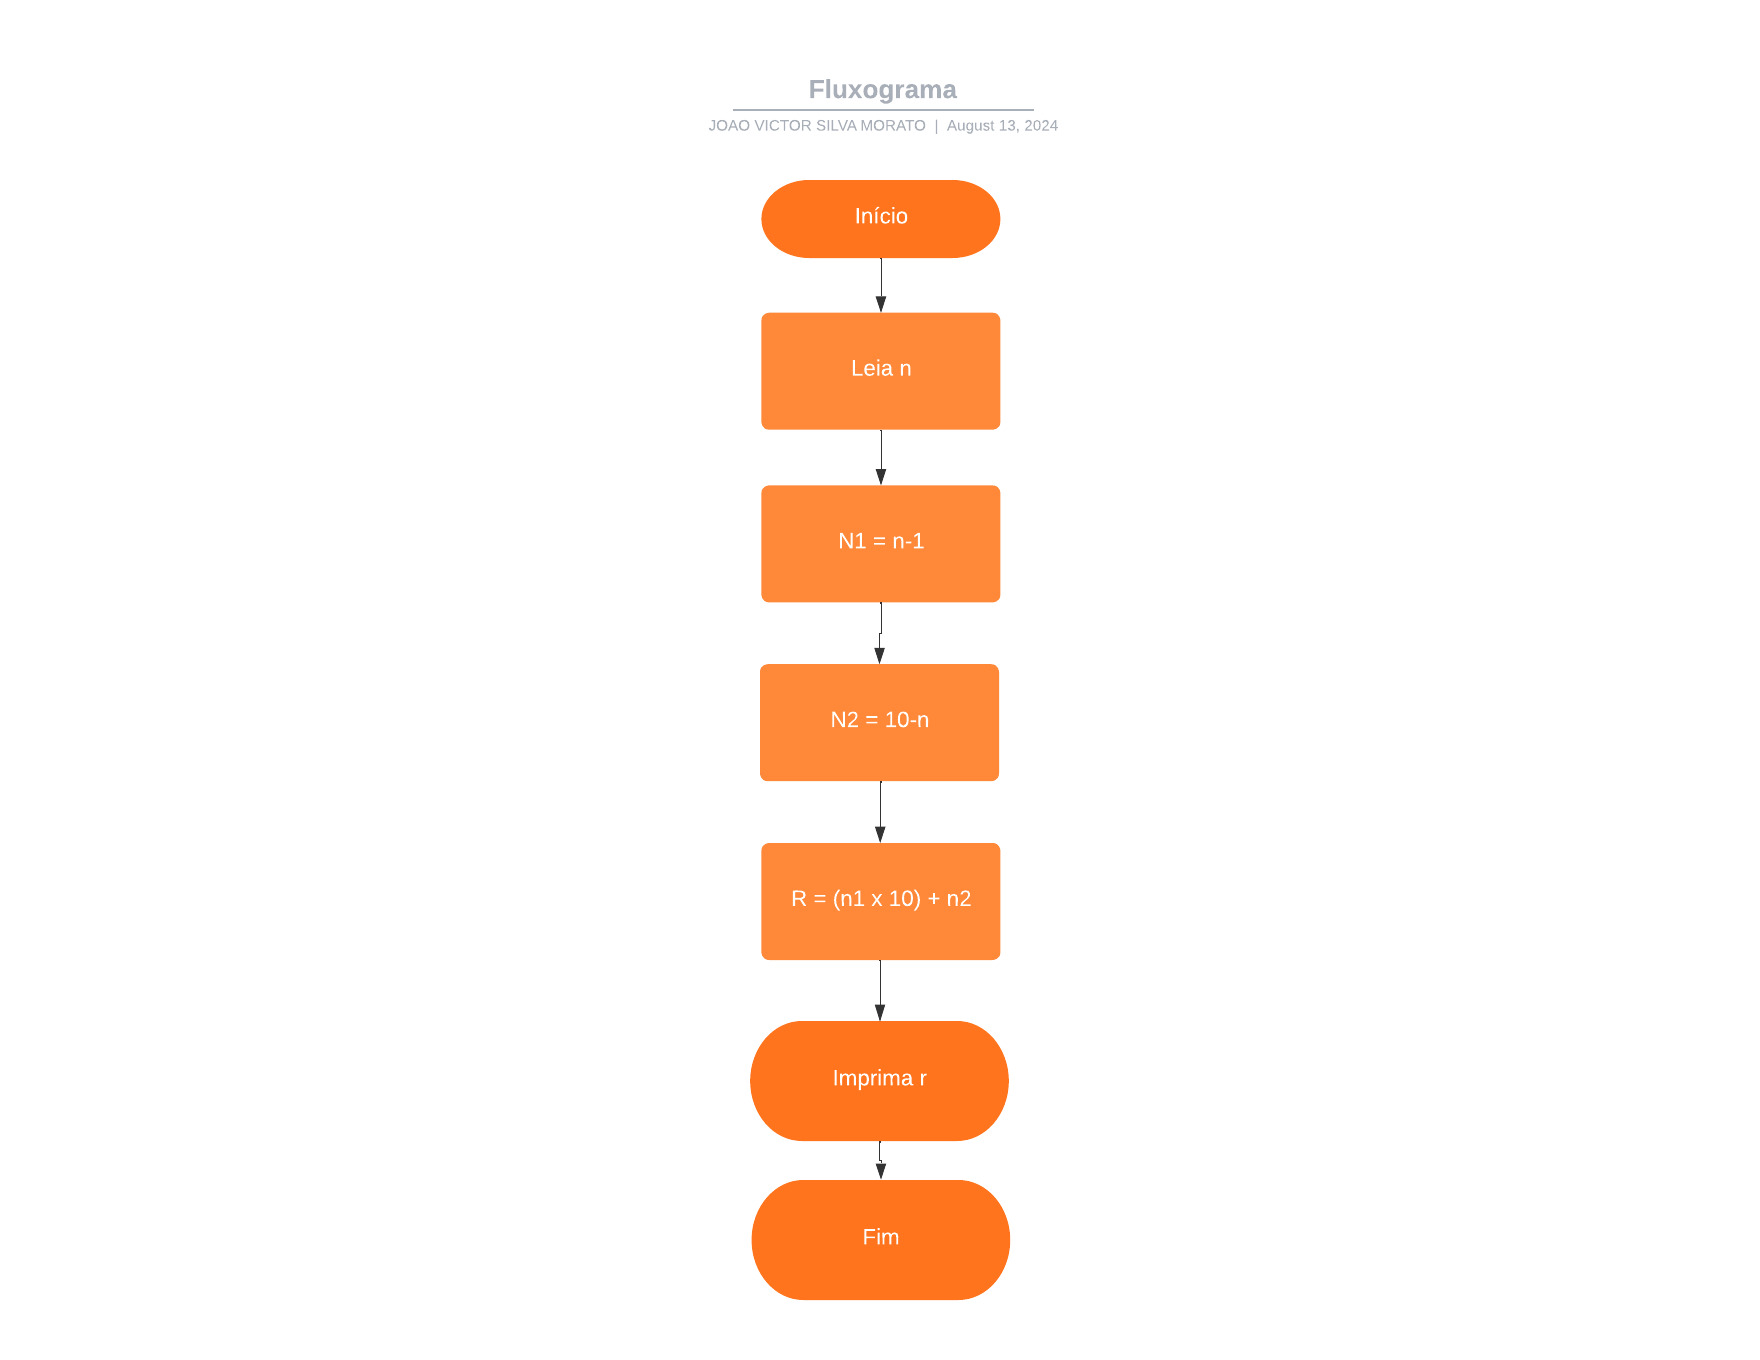 Fluxograma
JOAO VICTOR SILVA MORATO | August 13, 2024
Início
Leia n
N1 = n-1
N2 = 10-n
R = (n1 x 10) + n2
Imprima r
Fim